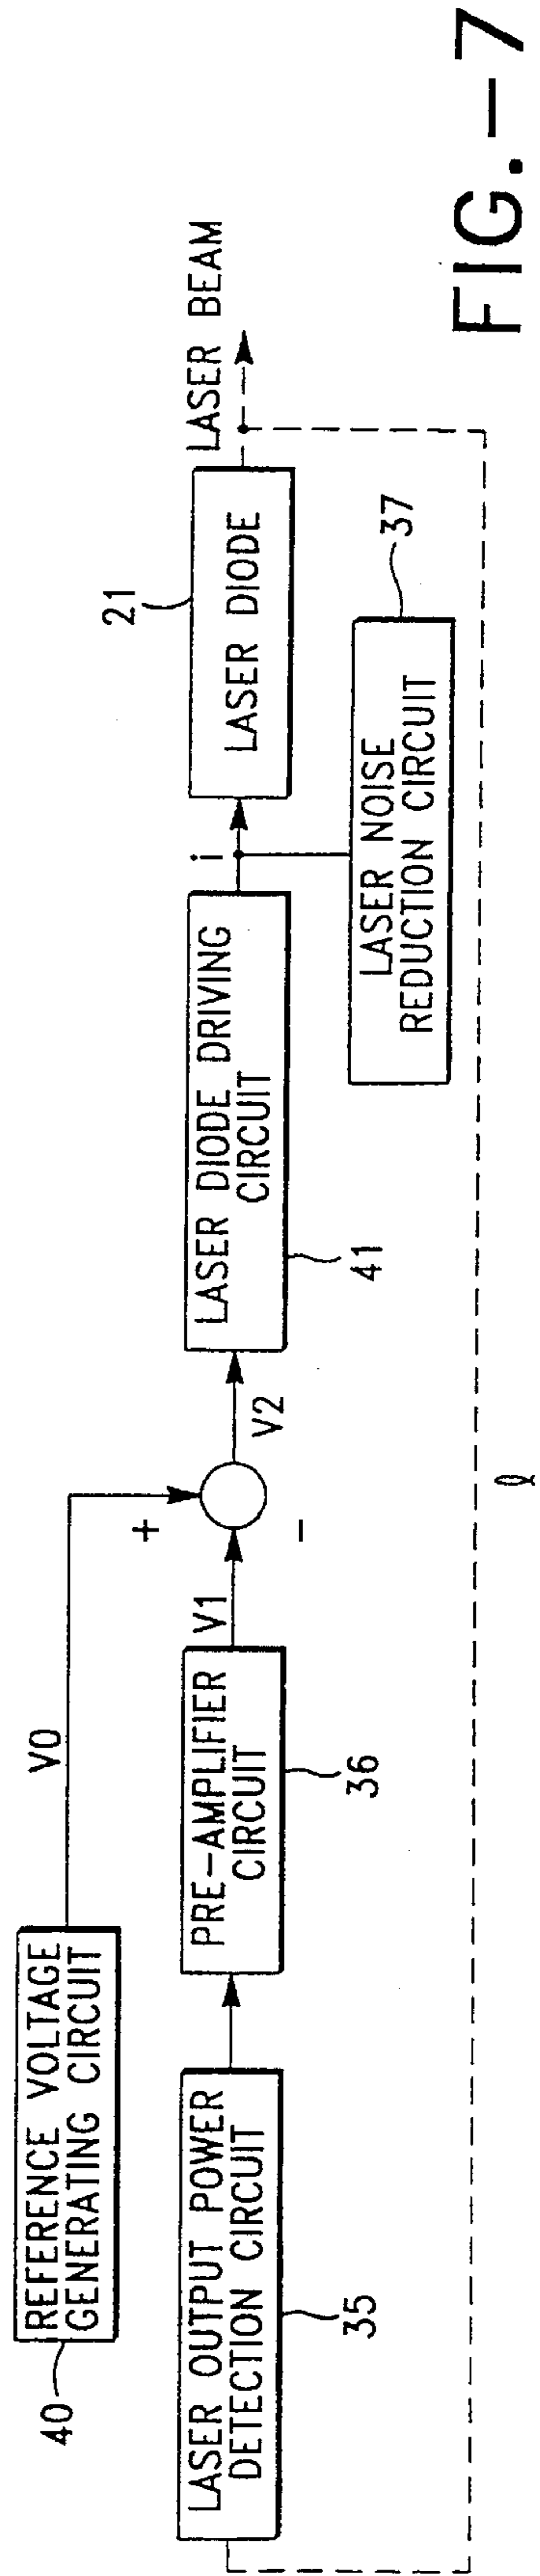 40
REFERENCE VOLTAGE
GENERATING CIRCUIT
V0
LASER OUTPUT POWER
DETECTION CIRCUIT
35
PRE-AMPLIFIER
CIRCUIT
36
V1
+
-
V2
LASER DIODE DRIVING
CIRCUIT
41
i
21
LASER DIODE
LASER BEAM
LASER NOISE
REDUCTION CIRCUIT
37
ℓ
FIG.-7